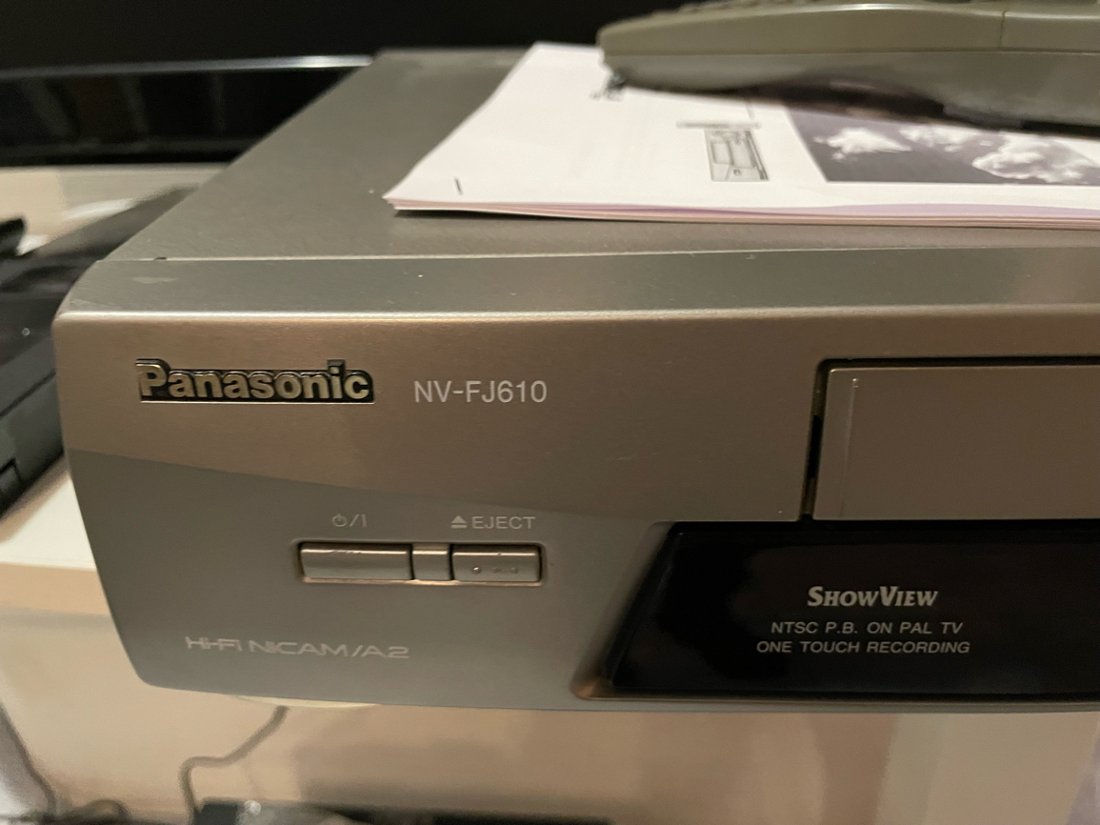 Panasonic NV-FJ610
⏻/I ⏏ EJECT
HI-FI NICAM/A2
SHOWVIEW
NTSC P.B. ON PAL TV
ONE TOUCH RECORDING